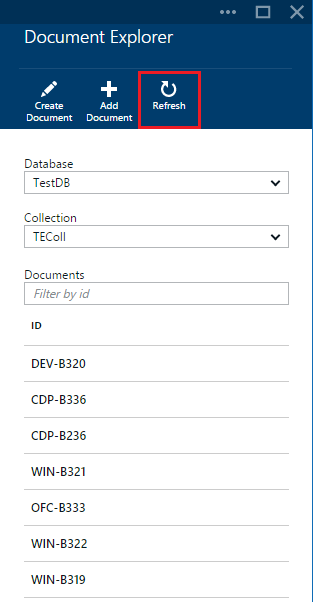 Document Explorer
Create
Document
Add
Document
Refresh
Database
TestDB
Collection
TEColl
Documents
Filter by id
ID
DEV-B320
CDP-B336
CDP-B236
WIN-B321
OFC-B333
WIN-B322
WIN-B319